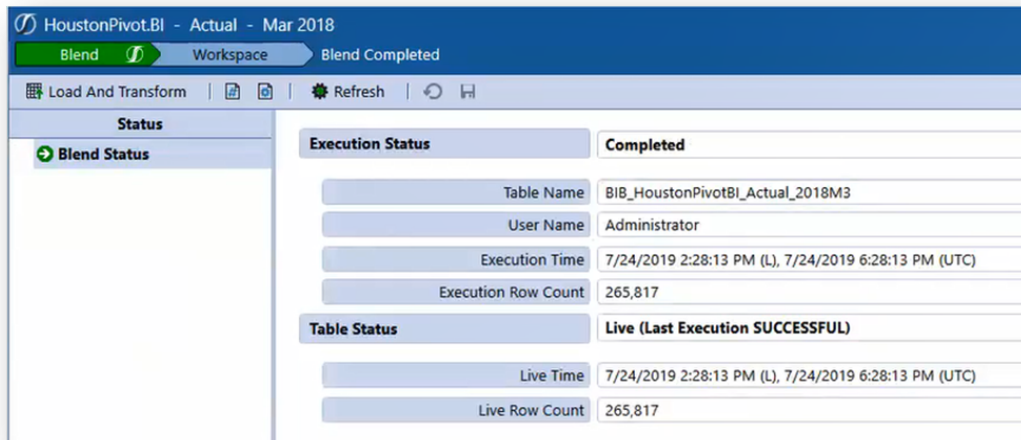 HoustonPivot.BI - Actual - Mar 2018
Blend Workspace Blend Completed
Load And Transform Refresh
Status
Blend Status
Execution Status Completed
Table Name BIB_HoustonPivotBI_Actual_2018M3
User Name Administrator
Execution Time 7/24/2019 2:28:13 PM (L), 7/24/2019 6:28:13 PM (UTC)
Execution Row Count 265,817
Table Status Live (Last Execution SUCCESSFUL)
Live Time 7/24/2019 2:28:13 PM (L), 7/24/2019 6:28:13 PM (UTC)
Live Row Count 265,817